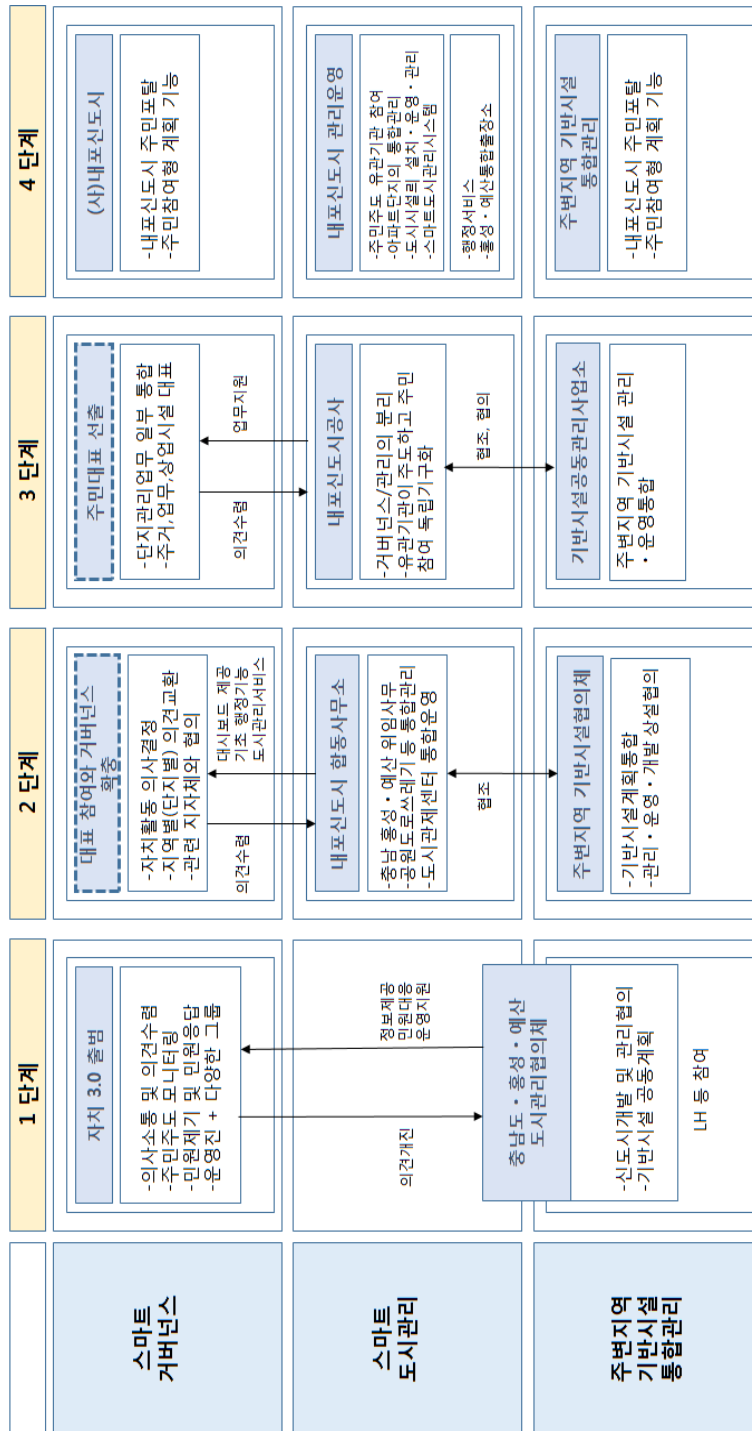 1 단계
2 단계
3 단계
4 단계
스마트
거버넌스
자치 3.0 출범
-의사소통 및 의견수렴
-주민주도 모니터링
-민원제기 및 민원응답
-운영진 + 다양한 그룹
의견개진
정보제공
민원대응
운영지원
대표 참여와 거버넌스
확충
-자치활동 의사결정
-지역별(단지별) 의견교환
-관련 지자체와 협의
의견수렴
대시보드 제공
기초 행정기능
도시관리서비스
주민대표 선출
-단지관리업무 일부 통합
-주거,업무,상업시설 대표
의견수렴
업무지원
(사)내포신도시
-내포신도시 주민포탈
-주민참여형 계획 기능
스마트
도시관리
충남도・홍성・예산
도시관리협의체
내포신도시 합동사무소
-충남 홍성・예산 위임사무
-공원도로쓰레기 등 통합관리
-도시관제센터 통합운영
협조
내포신도시공사
-거버넌스/관리의 분리
-유관기관이 주도하고 주민
참여 독립기구화
협조, 협의
내포신도시 관리운영
-주민주도 유관기관 참여
-아파트단지의 통합관리
-도시시설뢰 설치・운영・관리
-스마트도시관리시스템
-행정서비스
-홍성・예산통합출장소
주변지역
기반시설
통합관리
-신도시개발 및 관리협의
-기반시설 공동계획
LH 등 참여
주변지역 기반시설협의체
-기반시설계획통합
-관리・운영・개발 상설협의
기반시설공동관리사업소
주변지역 기반시설 관리
・운영통합
주변지역 기반시설
통합관리
-내포신도시 주민포탈
-주민참여형 계획 기능